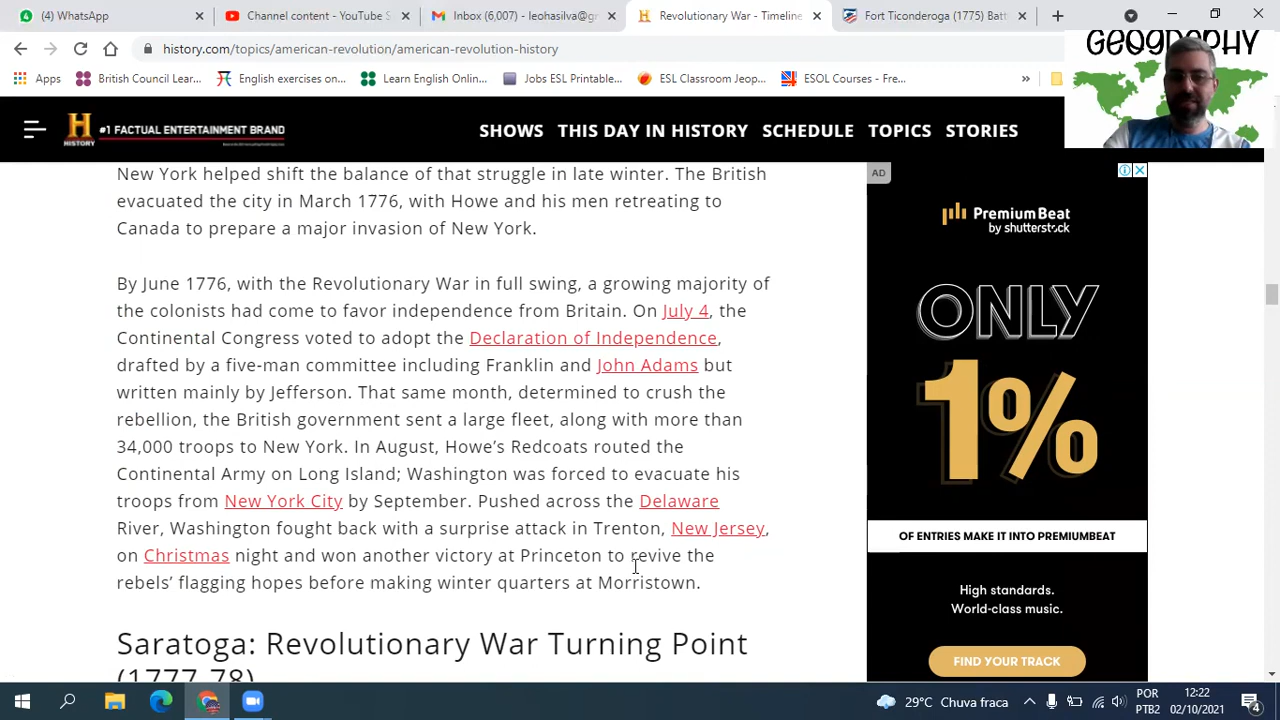 (4) WhatsApp
Channel content - YouTube
Inbox (6,007) - helosilva@gm
Revolutionary War - Timeline
Fort Ticonderoga (1775) Batt
GEOGRAPHY
history.com/topics/american-revolution/american-revolution-history
Apps
British Council Lear...
English exercises on...
Learn English Onlin...
Jobs ESL Printable...
ESL Classroom Jeop...
ESOL Courses - Fre...
»
H HISTORY
#1 FACTUAL ENTERTAINMENT BRAND
SHOWS THIS DAY IN HISTORY SCHEDULE TOPICS STORIES
New York helped shift the balance of that struggle in late winter. The British
evacuated the city in March 1776, with Howe and his men retreating to
Canada to prepare a major invasion of New York.
By June 1776, with the Revolutionary War in full swing, a growing majority of
the colonists had come to favor independence from Britain. On July 4, the
Continental Congress voted to adopt the Declaration of Independence,
drafted by a five-man committee including Franklin and John Adams but
written mainly by Jefferson. That same month, determined to crush the
rebellion, the British government sent a large fleet, along with more than
34,000 troops to New York. In August, Howe’s Redcoats routed the
Continental Army on Long Island; Washington was forced to evacuate his
troops from New York City by September. Pushed across the Delaware
River, Washington fought back with a surprise attack in Trenton, New Jersey,
on Christmas night and won another victory at Princeton to revive the
rebels’ flagging hopes before making winter quarters at Morristown.
Saratoga: Revolutionary War Turning Point
(1777-78)
AD
PremiumBeat
by shutterstock
ONLY
1%
OF ENTRIES MAKE IT INTO PREMIUMBEAT
High standards.
World-class music.
FIND YOUR TRACK
29°C Chuva fraca
POR
PTB2
12:22
02/10/2021
4